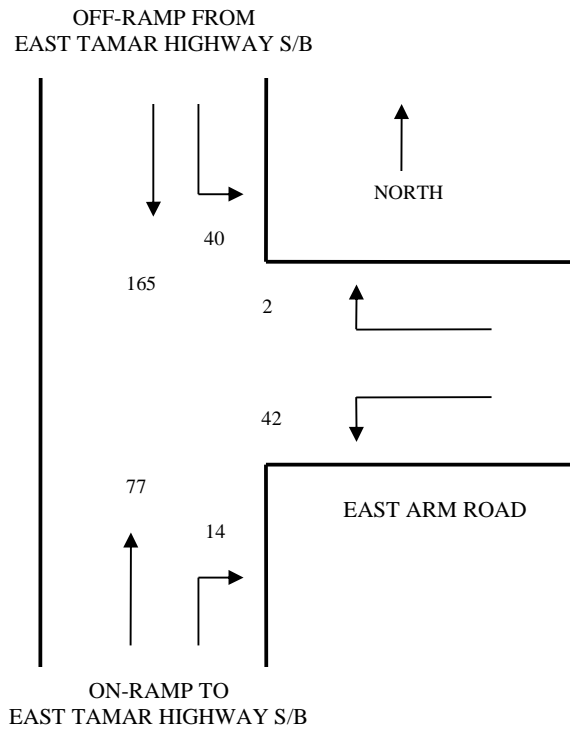 OFF-RAMP FROM
EAST TAMAR HIGHWAY S/B
NORTH
40
165
2
42
77
EAST ARM ROAD
14
ON-RAMP TO
EAST TAMAR HIGHWAY S/B